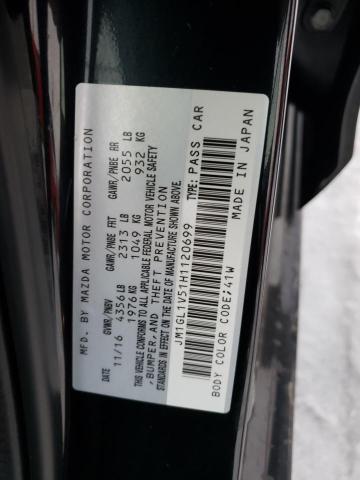 MFD. BY MAZDA MOTOR CORPORATION
DATE GVWR/PNBV GAWR/PNBE FRT GAWR/PNBE RR
11/16 4356 LB 2313 LB 2055 LB
1976 KG 1049 KG 932 KG
THIS VEHICLE CONFORMS TO ALL APPLICABLE FEDERAL MOTOR VEHICLE SAFETY
, BUMPER, AND THEFT PREVENTION
STANDARDS IN EFFECT ON THE DATE OF MANUFACTURE SHOWN ABOVE.
JM1GL1V51H1120699 TYPE: PASS CAR
BODY COLOR CODE/41W MADE IN JAPAN